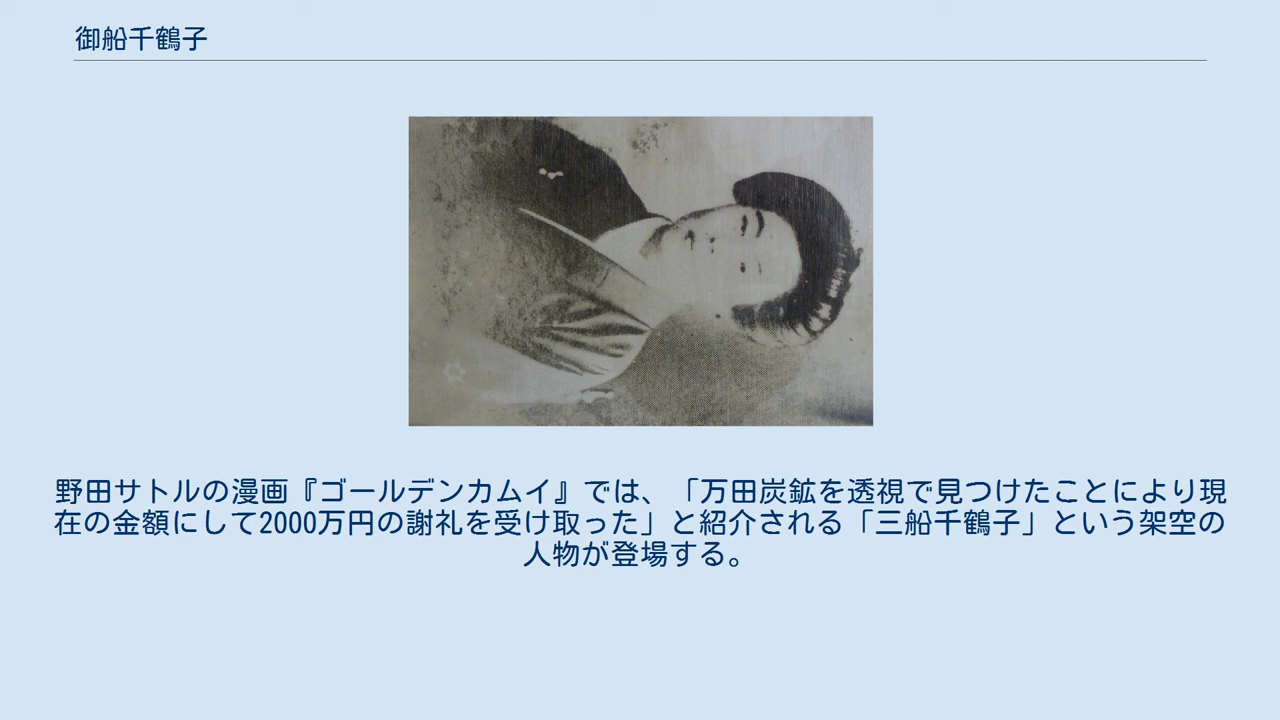 御船千鶴子
野田サトルの漫画『ゴールデンカムイ』では、「万田炭鉱を透視で見つけたことにより現
在の金額にして2000万円の謝礼を受け取った」と紹介される「三船千鶴子」という架空の
人物が登場する。